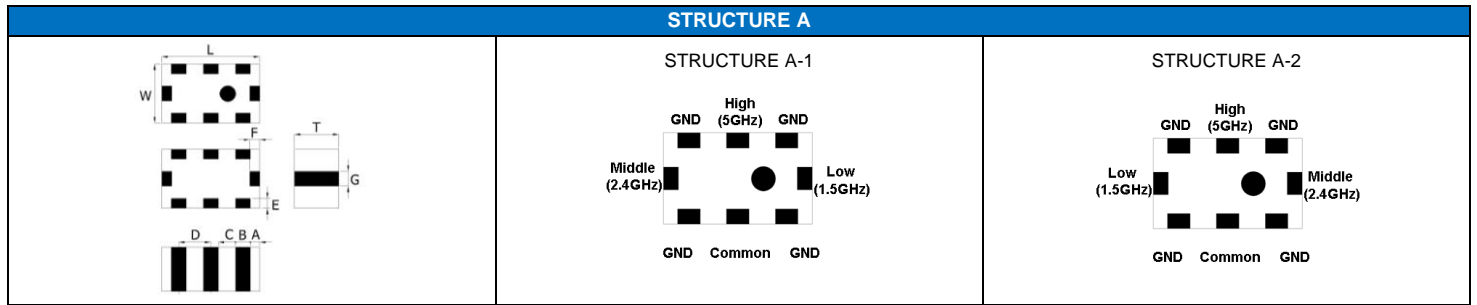 STRUCTURE A
L
W
F
T
G
E
D C B A
STRUCTURE A-1
High
GND (5GHz) GND
Middle
(2.4GHz)
Low
(1.5GHz)
GND Common GND
STRUCTURE A-2
High
GND (5GHz) GND
Low
(1.5GHz)
Middle
(2.4GHz)
GND Common GND